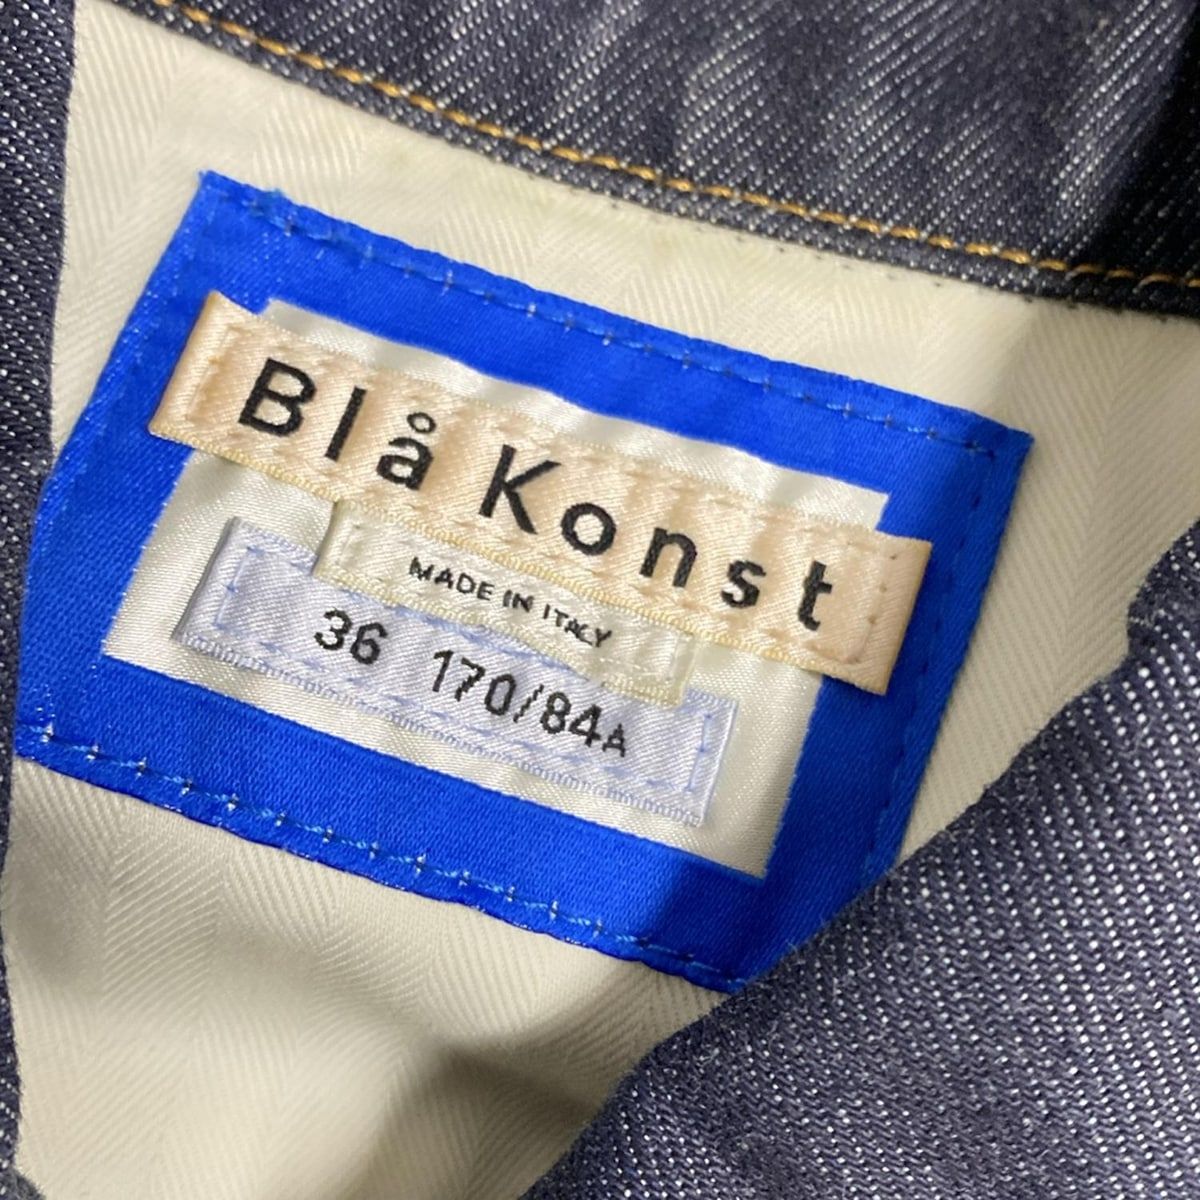 Blå Konst
MADE IN ITALY
36 170/84A